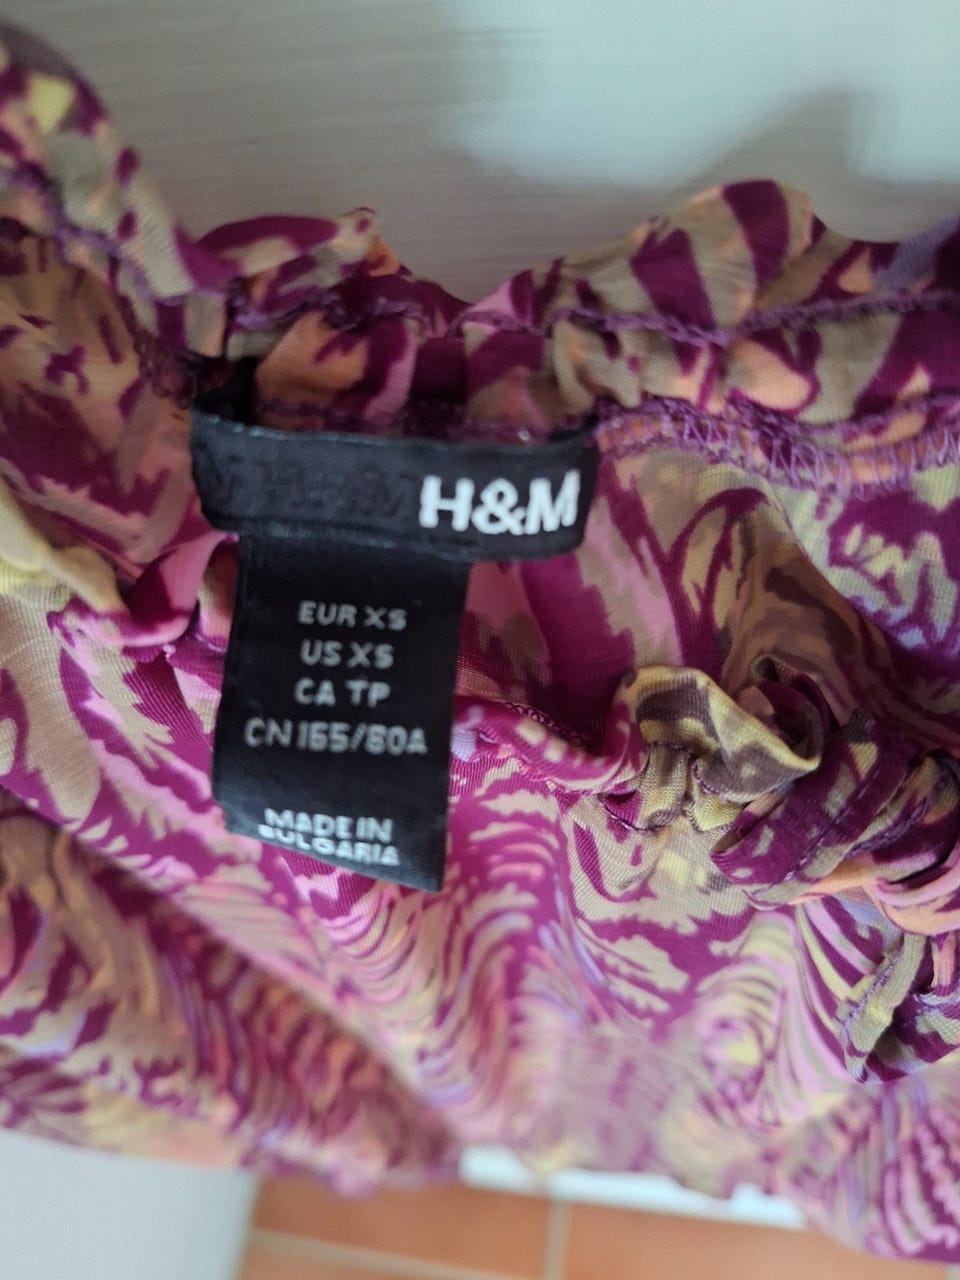 H&M
EUR XS
US XS
CA TP
CN 165/80A
MADE IN
BULGARIA